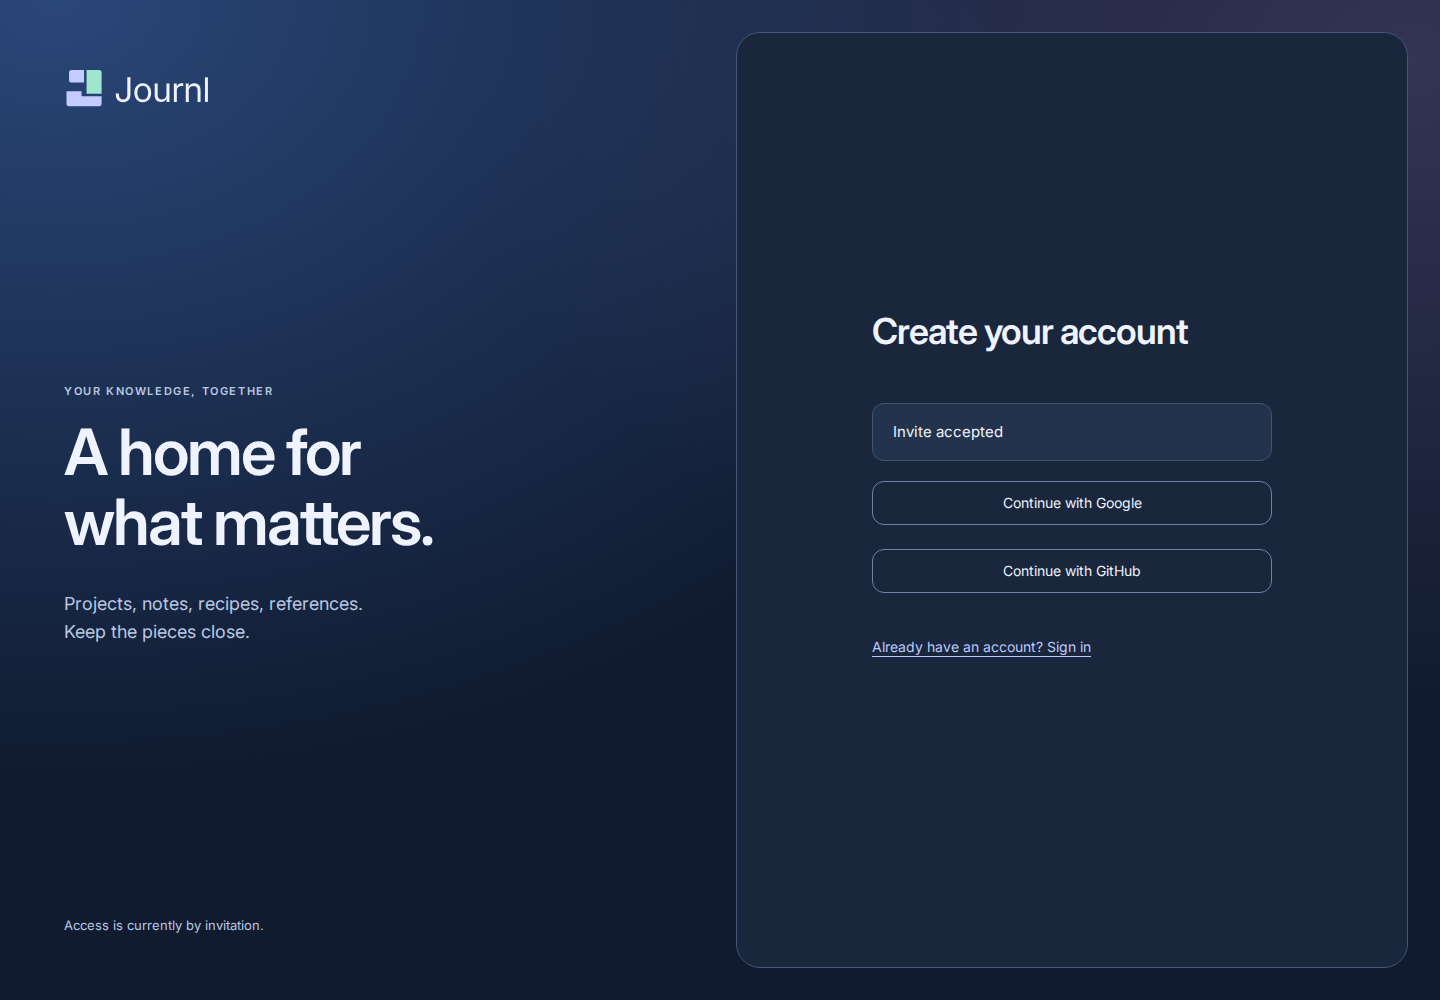 Journl
YOUR KNOWLEDGE, TOGETHER
A home for
what matters.
Projects, notes, recipes, references.
Keep the pieces close.
Access is currently by invitation.
Create your account
Invite accepted
Continue with Google
Continue with GitHub
Already have an account? Sign in